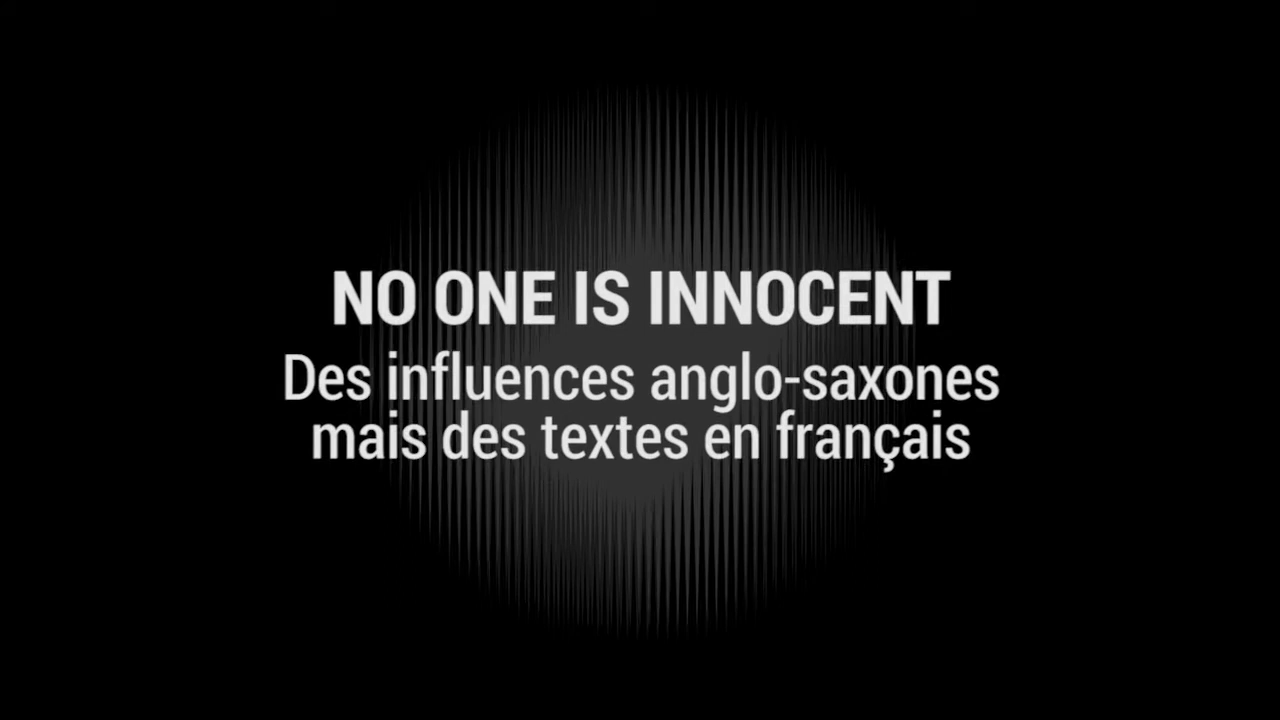 NO ONE IS INNOCENT
Des influences anglo-saxones
mais des textes en français